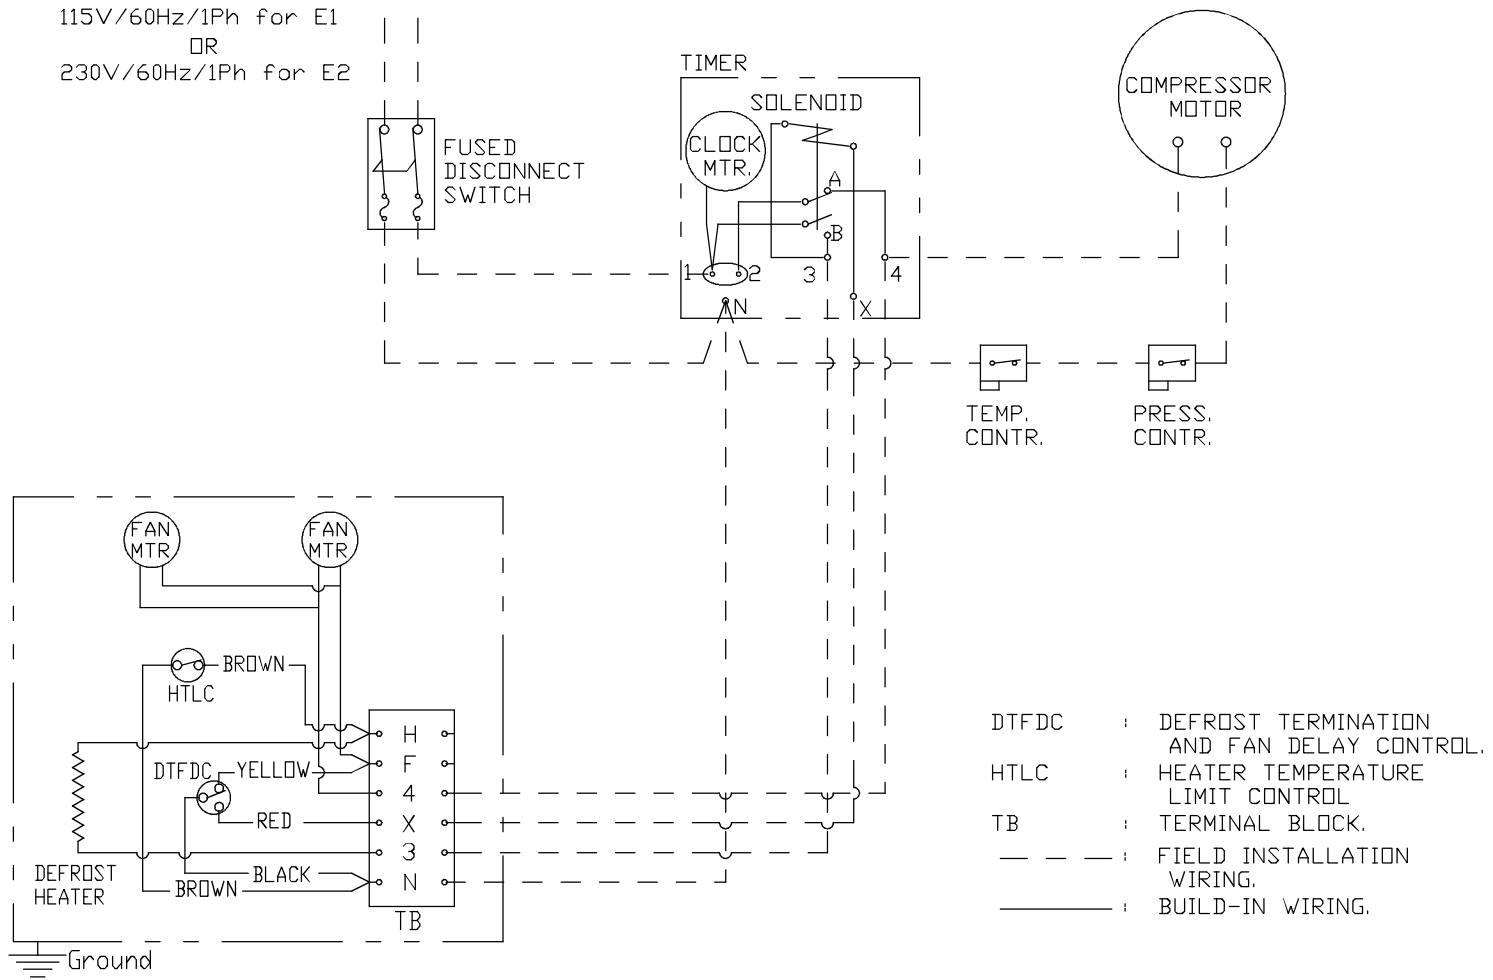 115V/60Hz/1Ph for E1
OR
230V/60Hz/1Ph for E2
FUSED
DISCONNECT
SWITCH
TIMER
SOLENOID
CLOCK
MTR.
A
B
1
2
3
4
N
X
COMPRESSOR
MOTOR
TEMP.
CONTR.
PRESS.
CONTR.
FAN
MTR
FAN
MTR
BROWN
HTLC
H
F
4
X
3
N
DTFDC
YELLOW
RED
BLACK
BROWN
DEFROST
HEATER
TB
Ground
DTFDC : DEFROST TERMINATION
AND FAN DELAY CONTROL.
HTLC : HEATER TEMPERATURE
LIMIT CONTROL
TB : TERMINAL BLOCK.
: FIELD INSTALLATION
WIRING.
: BUILD-IN WIRING.